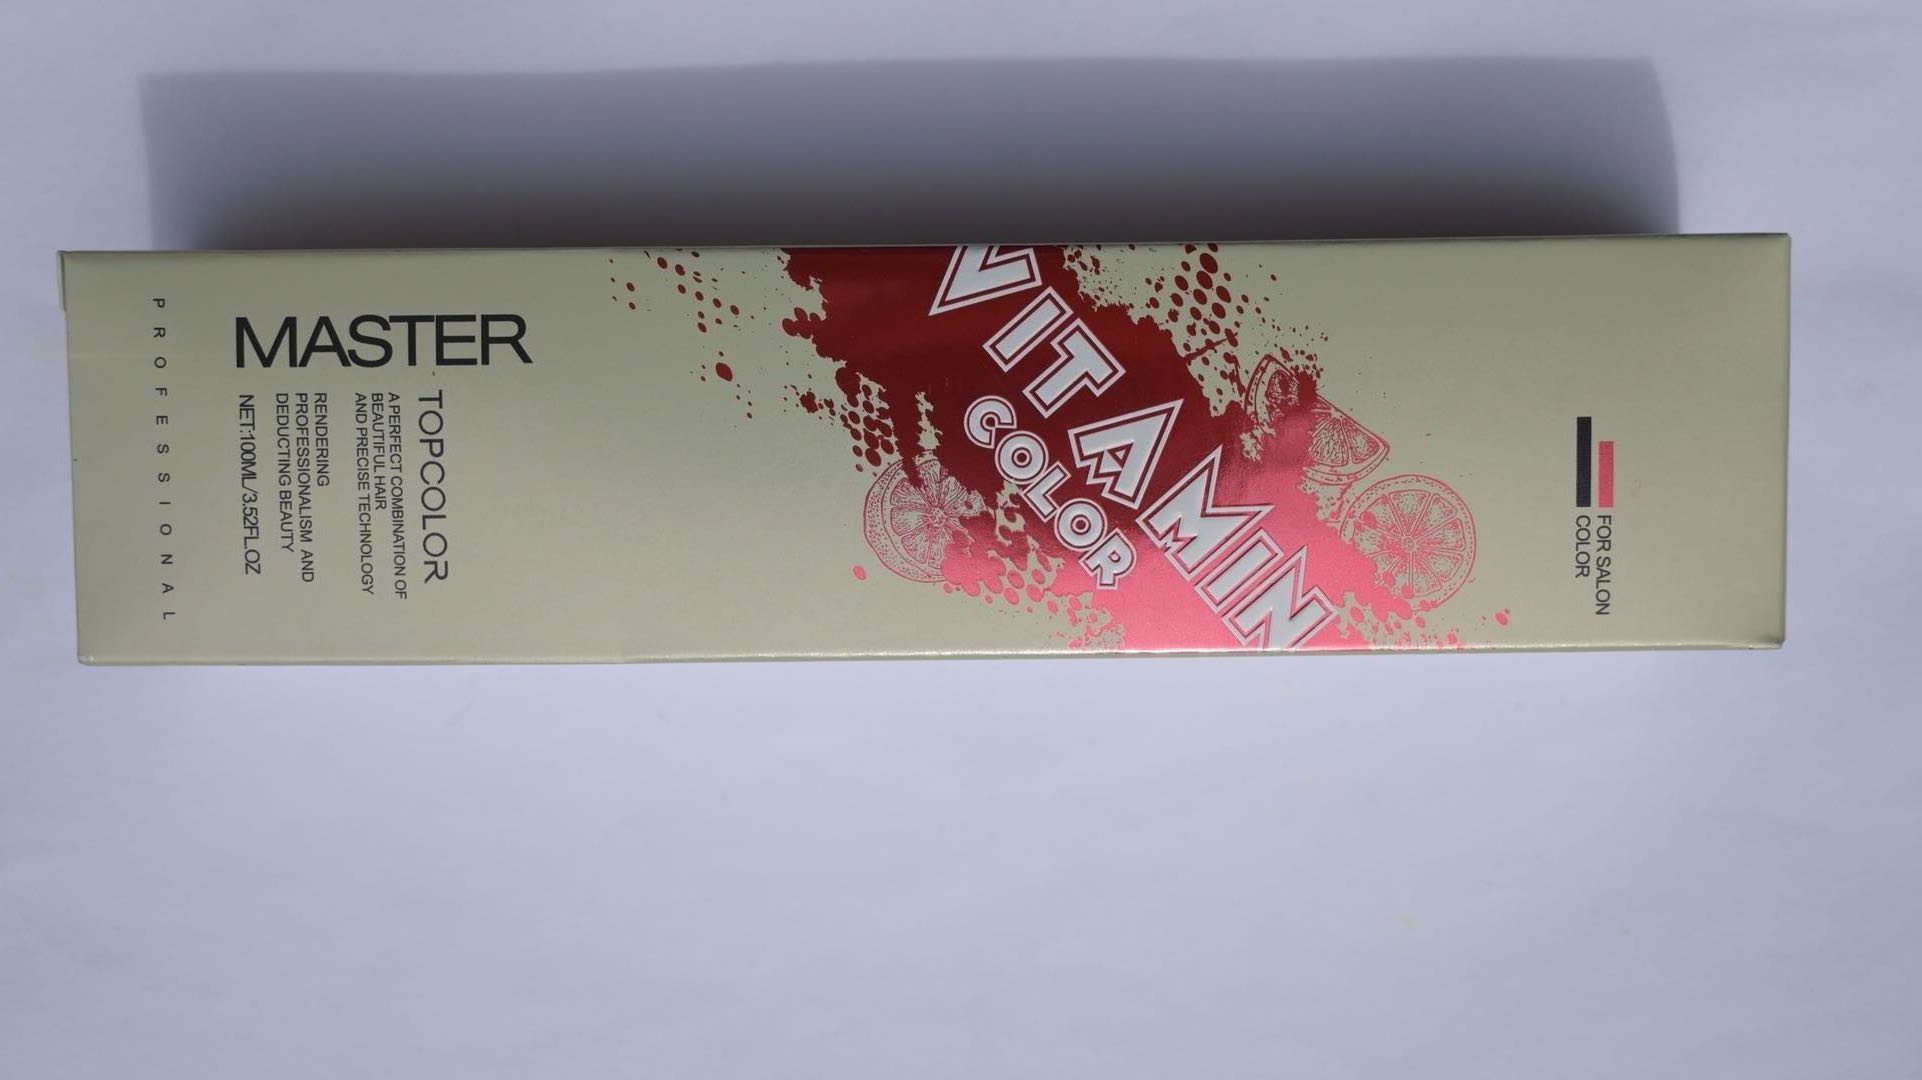 FOR SALON
COLOR
VITAMIN
COLOR
MASTER
TOPCOLOR
A PERFECT COMBINATION OF
BEAUTIFUL HAIR
AND PRECISE TECHNOLOGY
RENDERING
PROFESSIONALISM AND
DEDUCTING BEAUTY
NET:100ML/3.52FL.OZ
PROFESSIONAL